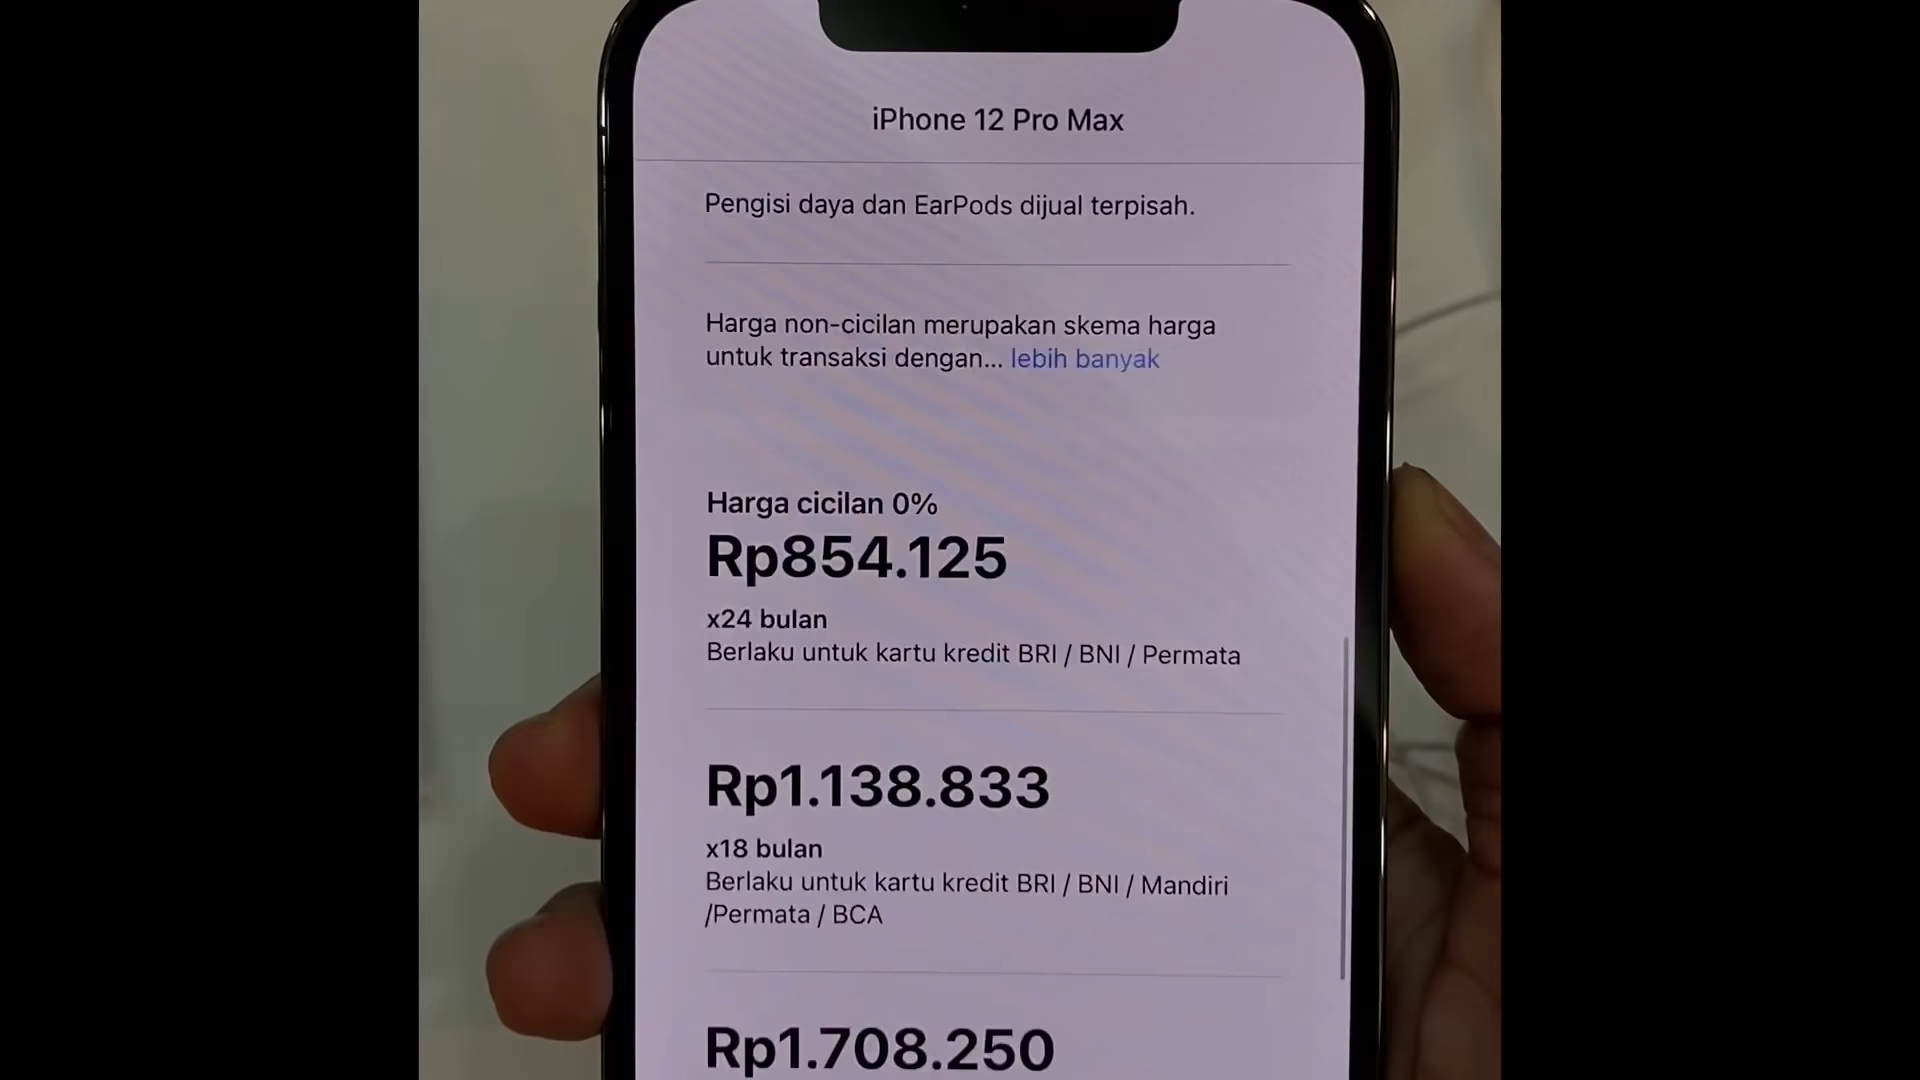 iPhone 12 Pro Max
Pengisi daya dan EarPods dijual terpisah.
Harga non-cicilan merupakan skema harga
untuk transaksi dengan... lebih banyak
Harga cicilan 0%
Rp854.125
x24 bulan
Berlaku untuk kartu kredit BRI / BNI / Permata
Rp1.138.833
x18 bulan
Berlaku untuk kartu kredit BRI / BNI / Mandiri
/Permata / BCA
Rp1.708.250